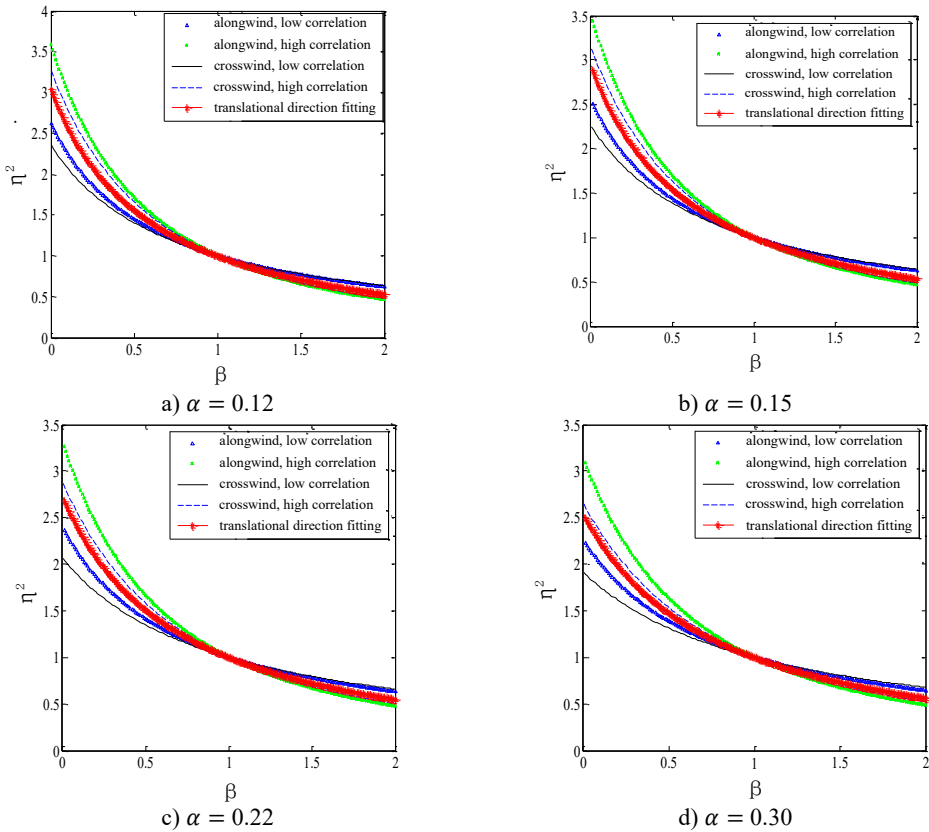 4
3.5
3
2.5
2
1.5
1
0.5
0
η²
0 0.5 1 1.5 2
β
alongwind, low correlation
alongwind, high correlation
crosswind, low correlation
crosswind, high correlation
translational direction fitting
a) α = 0.12
3.5
3
2.5
2
1.5
1
0.5
0
η²
0 0.5 1 1.5 2
β
alongwind, low correlation
alongwind, high correlation
crosswind, low correlation
crosswind, high correlation
translational direction fitting
b) α = 0.15
3.5
3
2.5
2
1.5
1
0.5
0
η²
0 0.5 1 1.5 2
β
alongwind, low correlation
alongwind, high correlation
crosswind, low correlation
crosswind, high correlation
translational direction fitting
c) α = 0.22
3.5
3
2.5
2
1.5
1
0.5
0
η²
0 0.5 1 1.5 2
β
alongwind, low correlation
alongwind, high correlation
crosswind, low correlation
crosswind, high correlation
translational direction fitting
d) α = 0.30